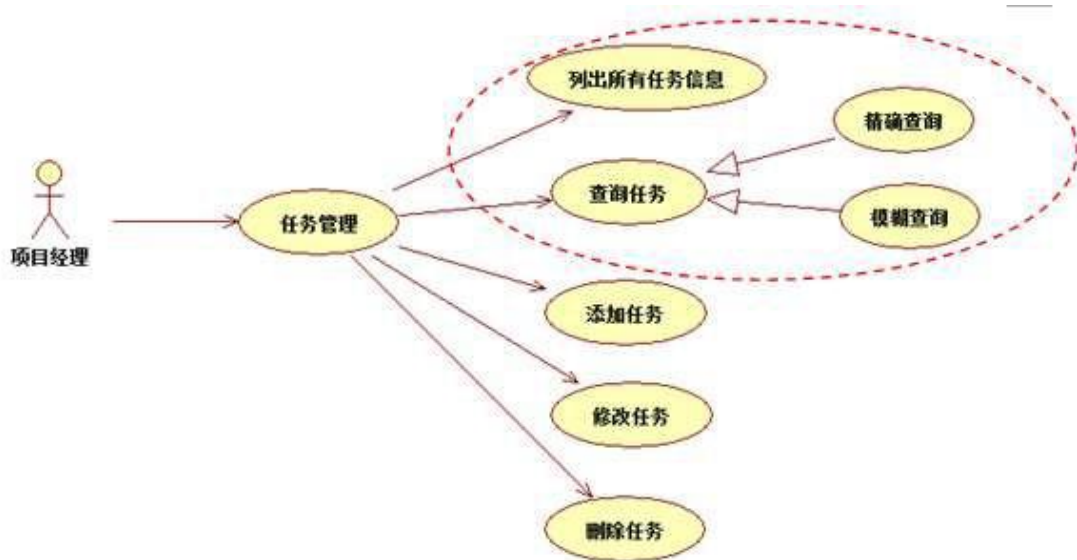 列出所有任务信息
精确查询
查询任务
模糊查询
任务管理
项目经理
添加任务
修改任务
删除任务